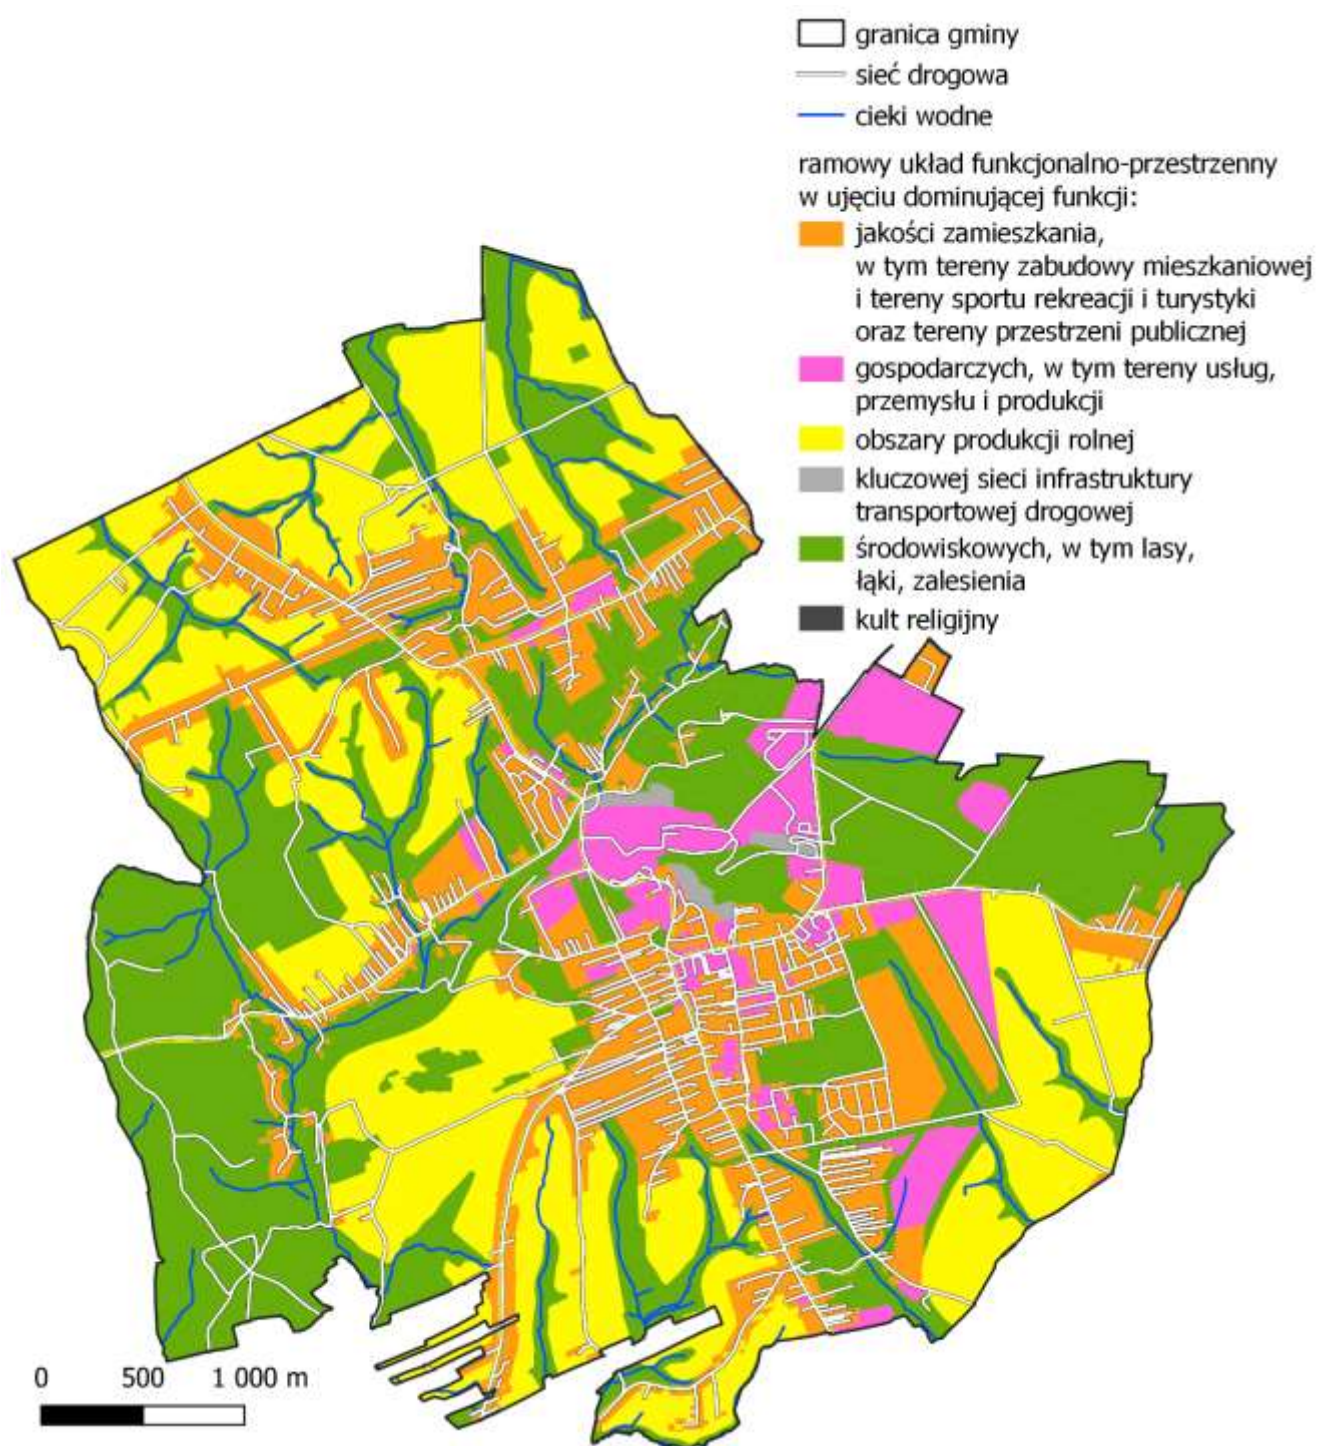 granica gminy
sieć drogowa
cieki wodne
ramowy układ funkcjonalno-przestrzenny
w ujęciu dominującej funkcji:
jakości zamieszkania,
w tym tereny zabudowy mieszkaniowej
i tereny sportu rekreacji i turystyki
oraz tereny przestrzeni publicznej
gospodarczych, w tym tereny usług,
przemysłu i produkcji
obszary produkcji rolnej
kluczowej sieci infrastruktury
transportowej drogowej
środowiskowych, w tym lasy,
łąki, zalesienia
kult religijny
0 500 1 000 m